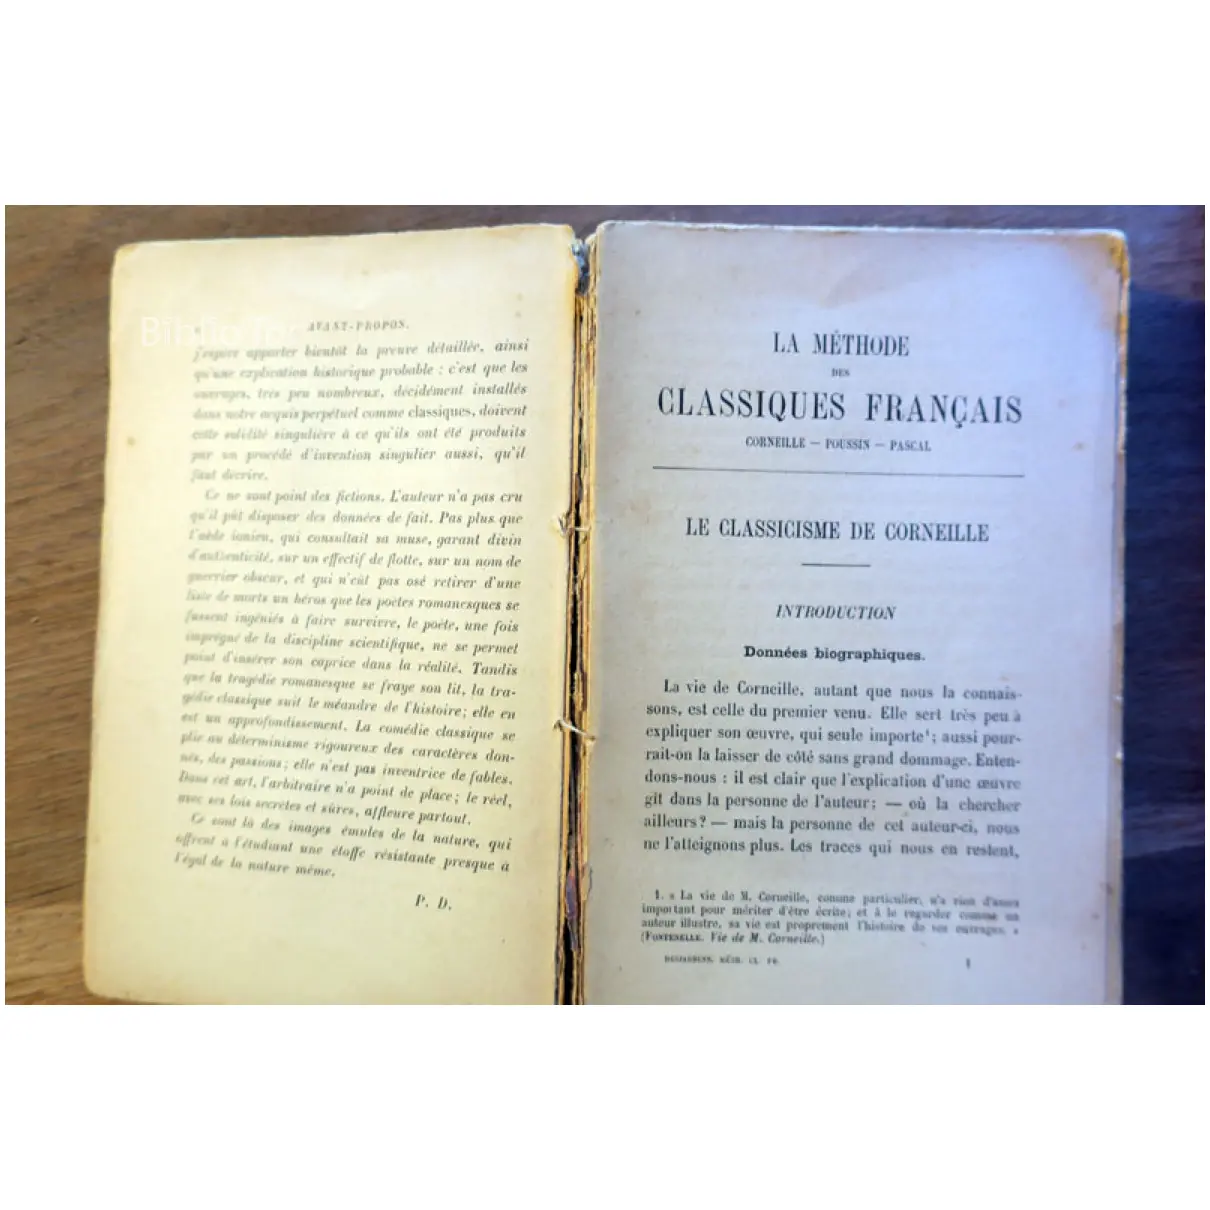 AVANT-PROPOS.
j'espère apporter bientôt la preuve détaillée, ainsi
qu'une explication historique probable : c'est que les
ouvrages, très peu nombreux, décidément installés
dans notre acquis perpétuel comme classiques, doivent
cette solidité singulière à ce qu'ils ont été produits
par un procédé d'invention singulier aussi, qu'il
faut décrire.
Ce ne sont point des fictions. L'auteur n'a pas cru
qu'il pût disposer des données de fait. Pas plus que
l'aède ionien, qui consultait sa muse, garant divin
d'authenticité, sur un effectif de flotte, sur un nom de
guerrier obscur, et qui n'eût pas osé retirer d'une
liste de morts un héros que les poètes romanesques se
fussent ingéniés à faire survivre, le poète, une fois
imprégné de la discipline scientifique, ne se permet
point d'insérer son caprice dans la réalité. Tandis
que la tragédie romanesque se fraye son lit, la tra-
gédie classique suit le méandre de l'histoire; elle en
est un approfondissement. La comédie classique se
plie au déterminisme rigoureux des caractères don-
nés, des passions; elle n'est pas inventrice de fables.
Dans cet art, l'arbitraire n'a point de place; le réel,
avec ses lois secrètes et sûres, affleure partout.
Ce sont là des images émules de la nature, qui
offrent à l'étudiant une étoffe résistante presque à
l'égal de la nature même.
P. D.
LA MÉTHODE
DES
CLASSIQUES FRANÇAIS
CORNEILLE — POUSSIN — PASCAL
LE CLASSICISME DE CORNEILLE
INTRODUCTION
Données biographiques.
La vie de Corneille, autant que nous la connais-
sons, est celle du premier venu. Elle sert très peu à
expliquer son œuvre, qui seule importe¹; aussi pour-
rait-on la laisser de côté sans grand dommage. Enten-
dons-nous : il est clair que l'explication d'une œuvre
gît dans la personne de l'auteur; — où la chercher
ailleurs? — mais la personne de cet auteur-ci, nous
ne l'atteignons plus. Les traces qui nous en restent,
1. « La vie de M. Corneille, comme particulier, n'a rien d'assez
important pour mériter d'être écrite; et à le regarder comme un
auteur illustre, sa vie est proprement l'histoire de ses ouvrages. »
(FONTENELLE. Vie de M. Corneille.)
DESJARDINS. MÉTH. CL. FR. 1